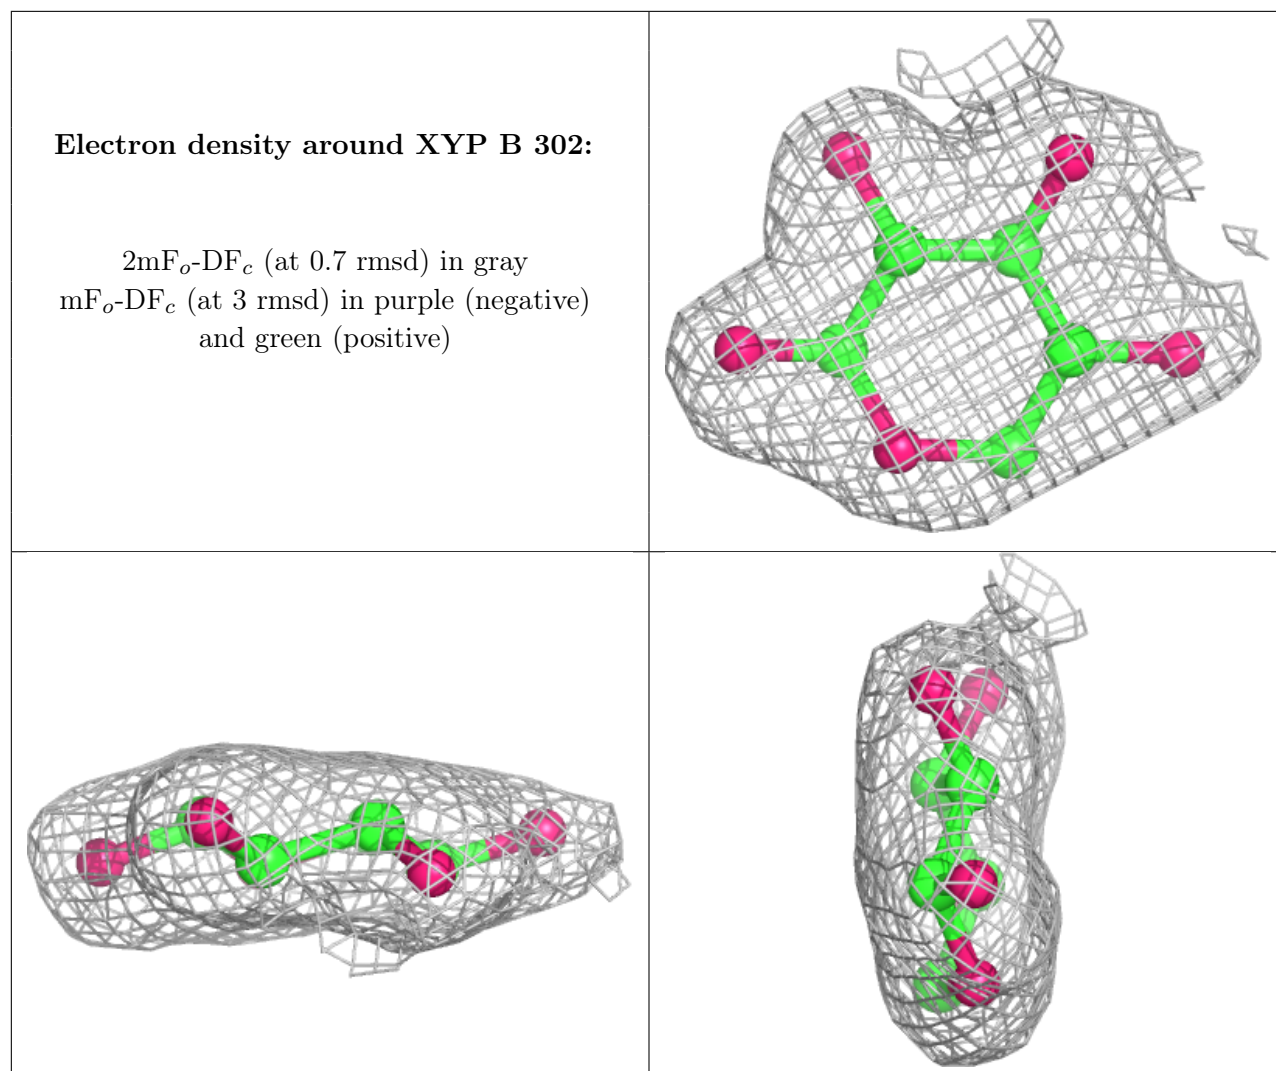 Electron density around XYP B 302:
2mFo-DFc (at 0.7 rmsd) in gray
mFo-DFc (at 3 rmsd) in purple (negative)
and green (positive)